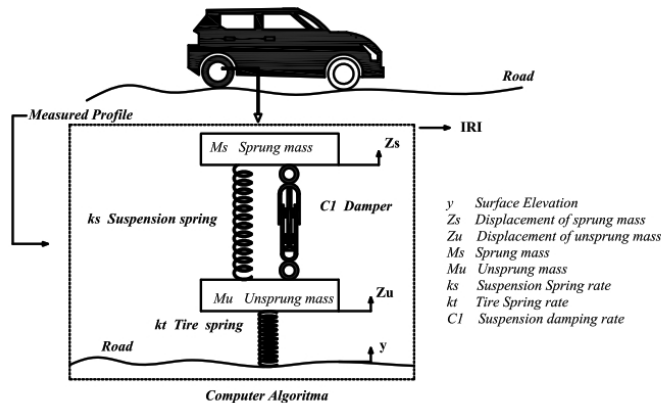 Road
Measured Profile
IRI
Ms Sprung mass
Zs
ks Suspension spring
C1 Damper
Mu Unsprung mass
Zu
kt Tire spring
Road
y
Computer Algoritma
y Surface Elevation
Zs Displacement of sprung mass
Zu Displacement of unsprung mass
Ms Sprung mass
Mu Unsprung mass
ks Suspension Spring rate
kt Tire Spring rate
C1 Suspension damping rate